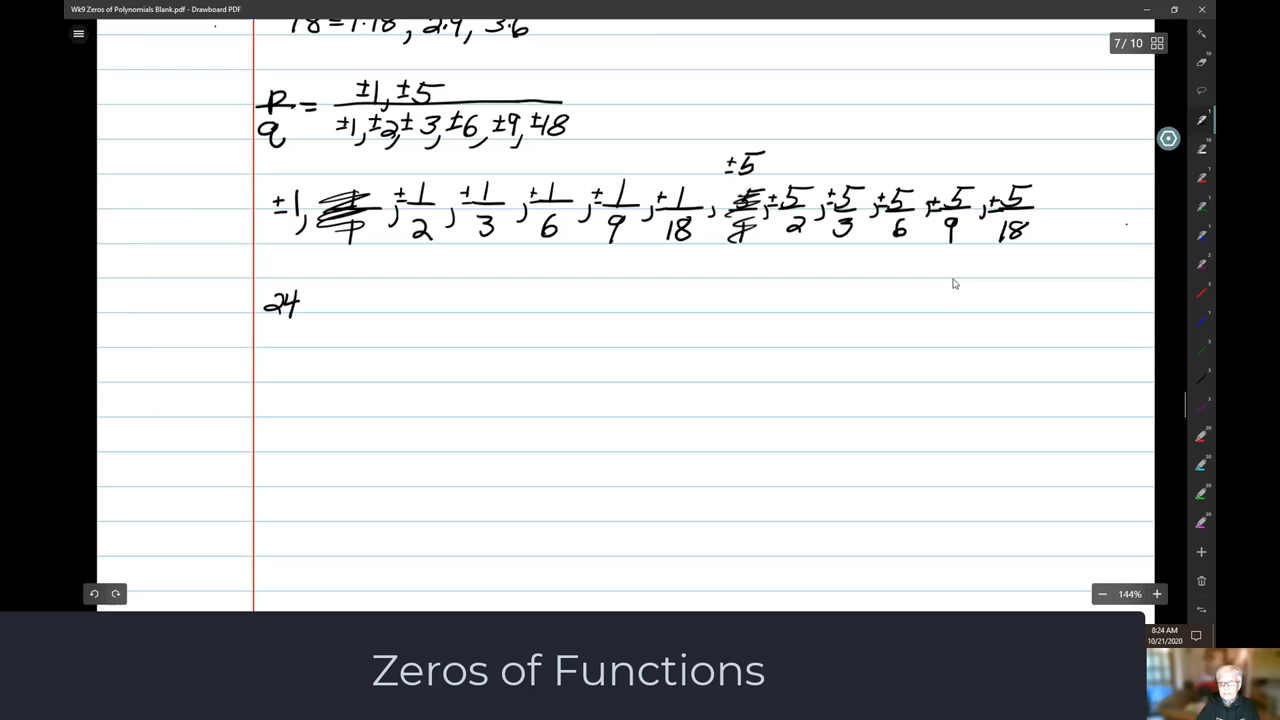 Wk9 Zeros of Polynomials Blank.pdf - Drawboard PDF
18 = 1·18, 2·9, 3·6
7 / 10
p/q = ±1, ±5 / ±1, ±2, ±3, ±6, ±9, ±18
±1, ±1/2, ±1/3, ±1/6, ±1/9, ±1/18, ±5, ±5/2, ±5/3, ±5/6, ±5/9, ±5/18
24
144%
8:24 AM
10/21/2020
Zeros of Functions